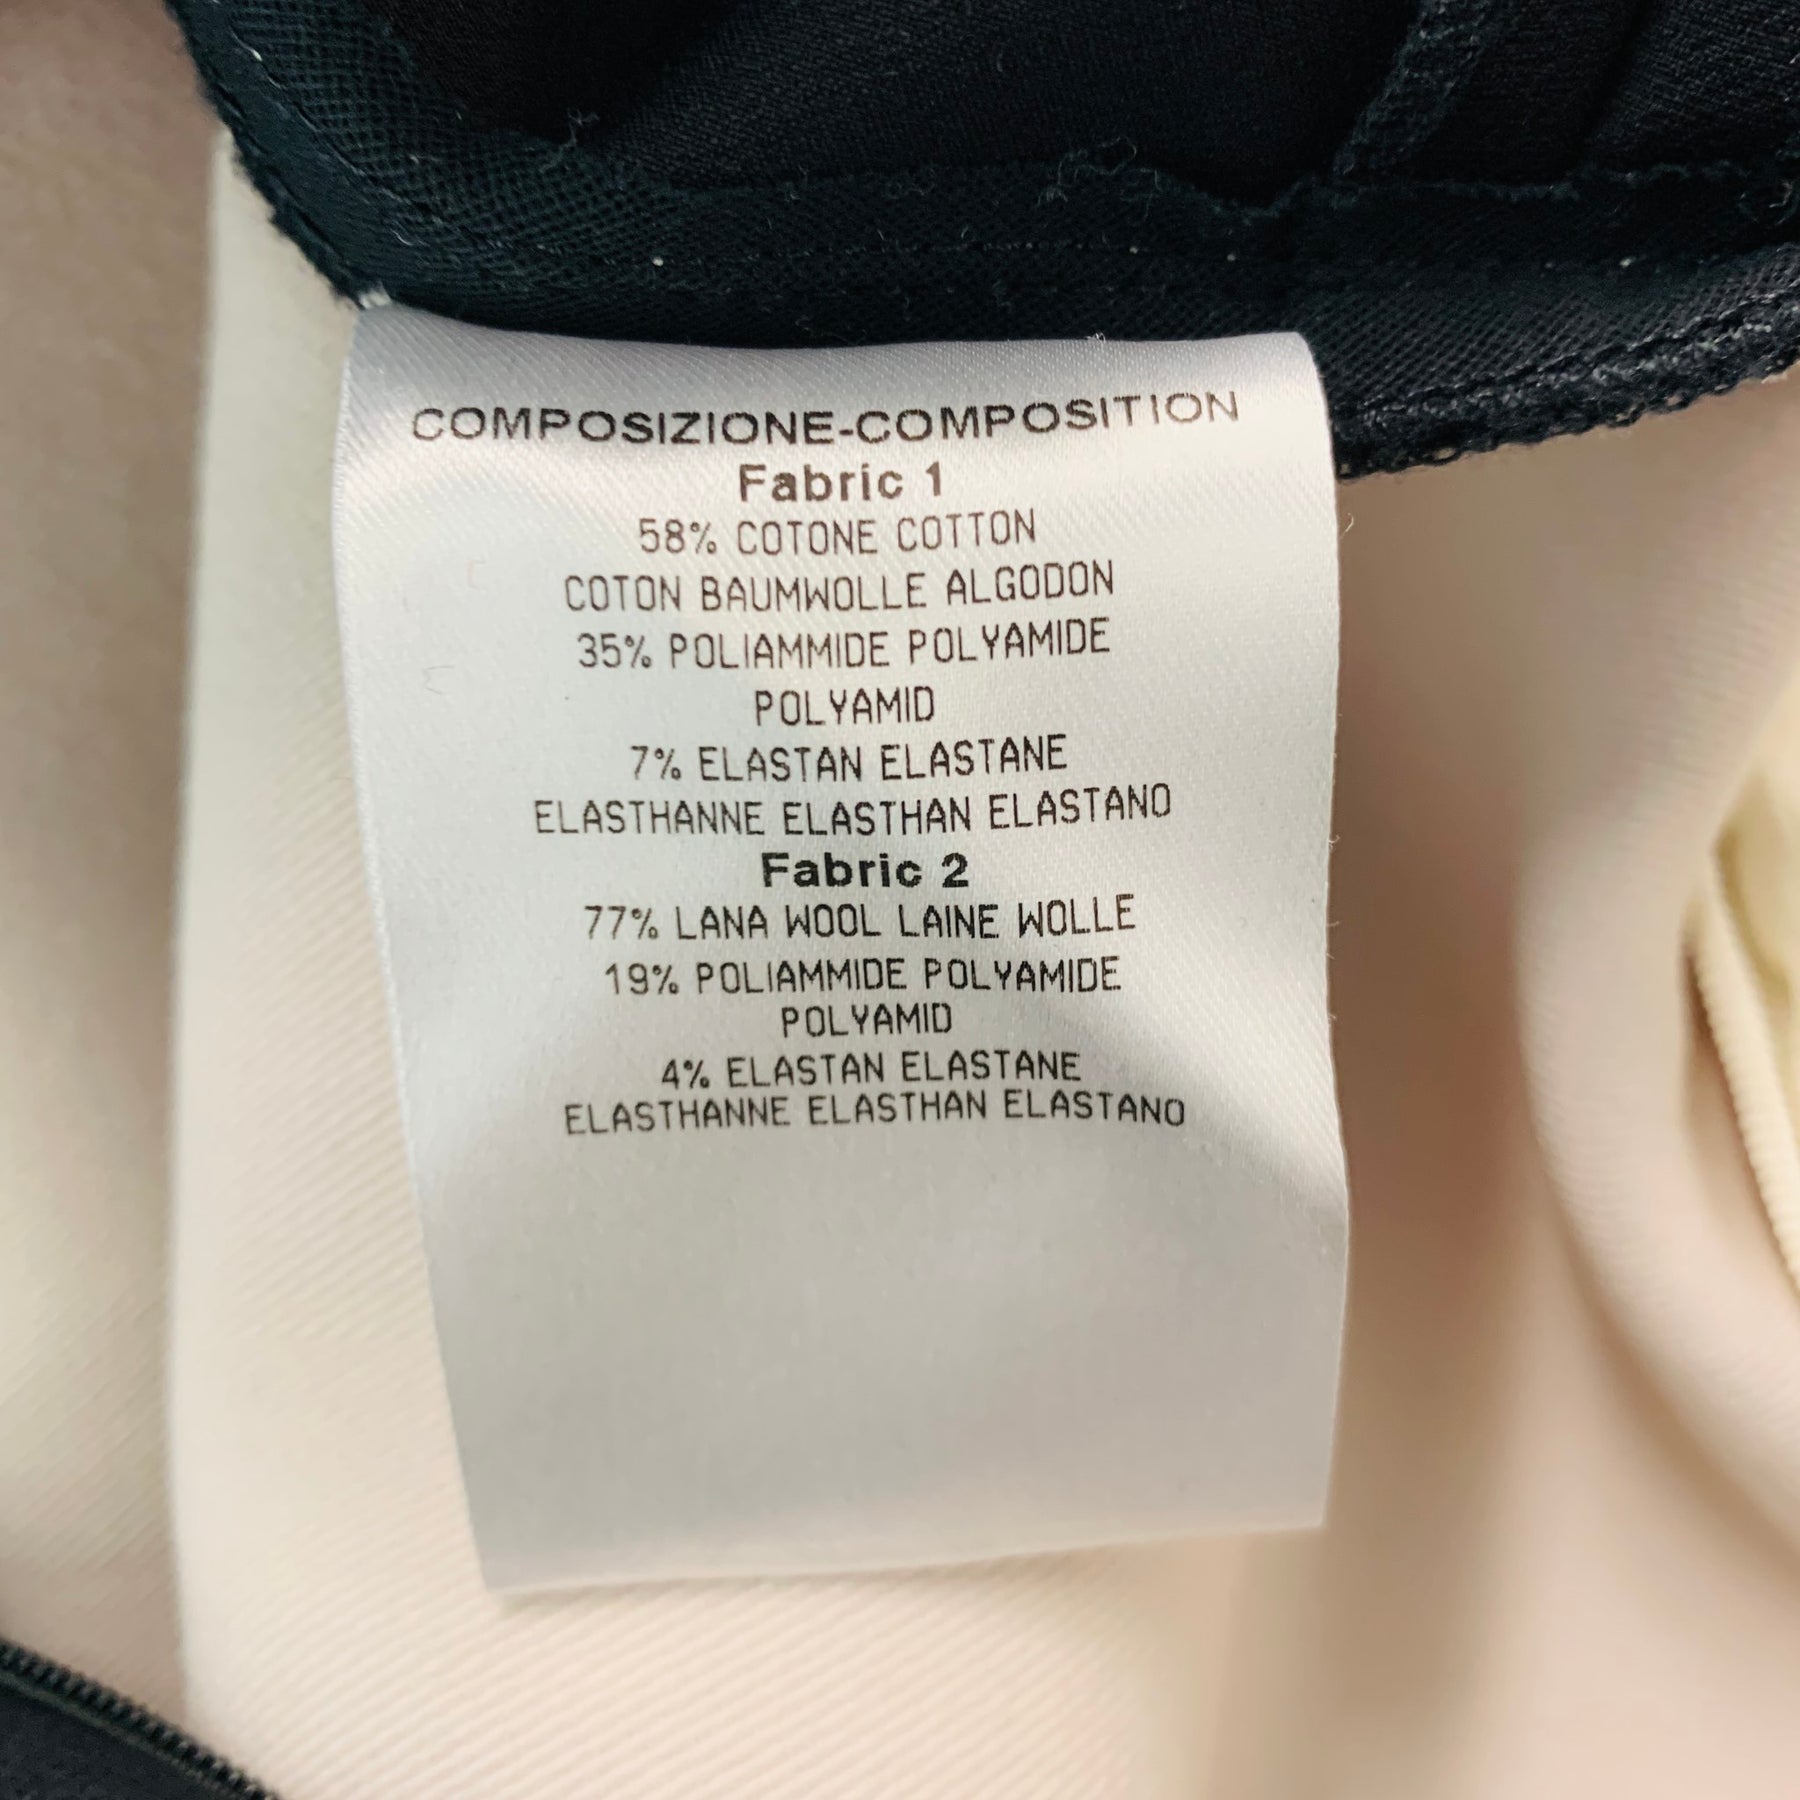 COMPOSIZIONE-COMPOSITION
Fabric 1
58% COTONE COTTON
COTON BAUMWOLLE ALGODON
35% POLIAMMIDE POLYAMIDE
POLYAMID
7% ELASTAN ELASTANE
ELASTHANNE ELASTHAN ELASTANO
Fabric 2
77% LANA WOOL LAINE WOLLE
19% POLIAMMIDE POLYAMIDE
POLYAMID
4% ELASTAN ELASTANE
ELASTHANNE ELASTHAN ELASTANO